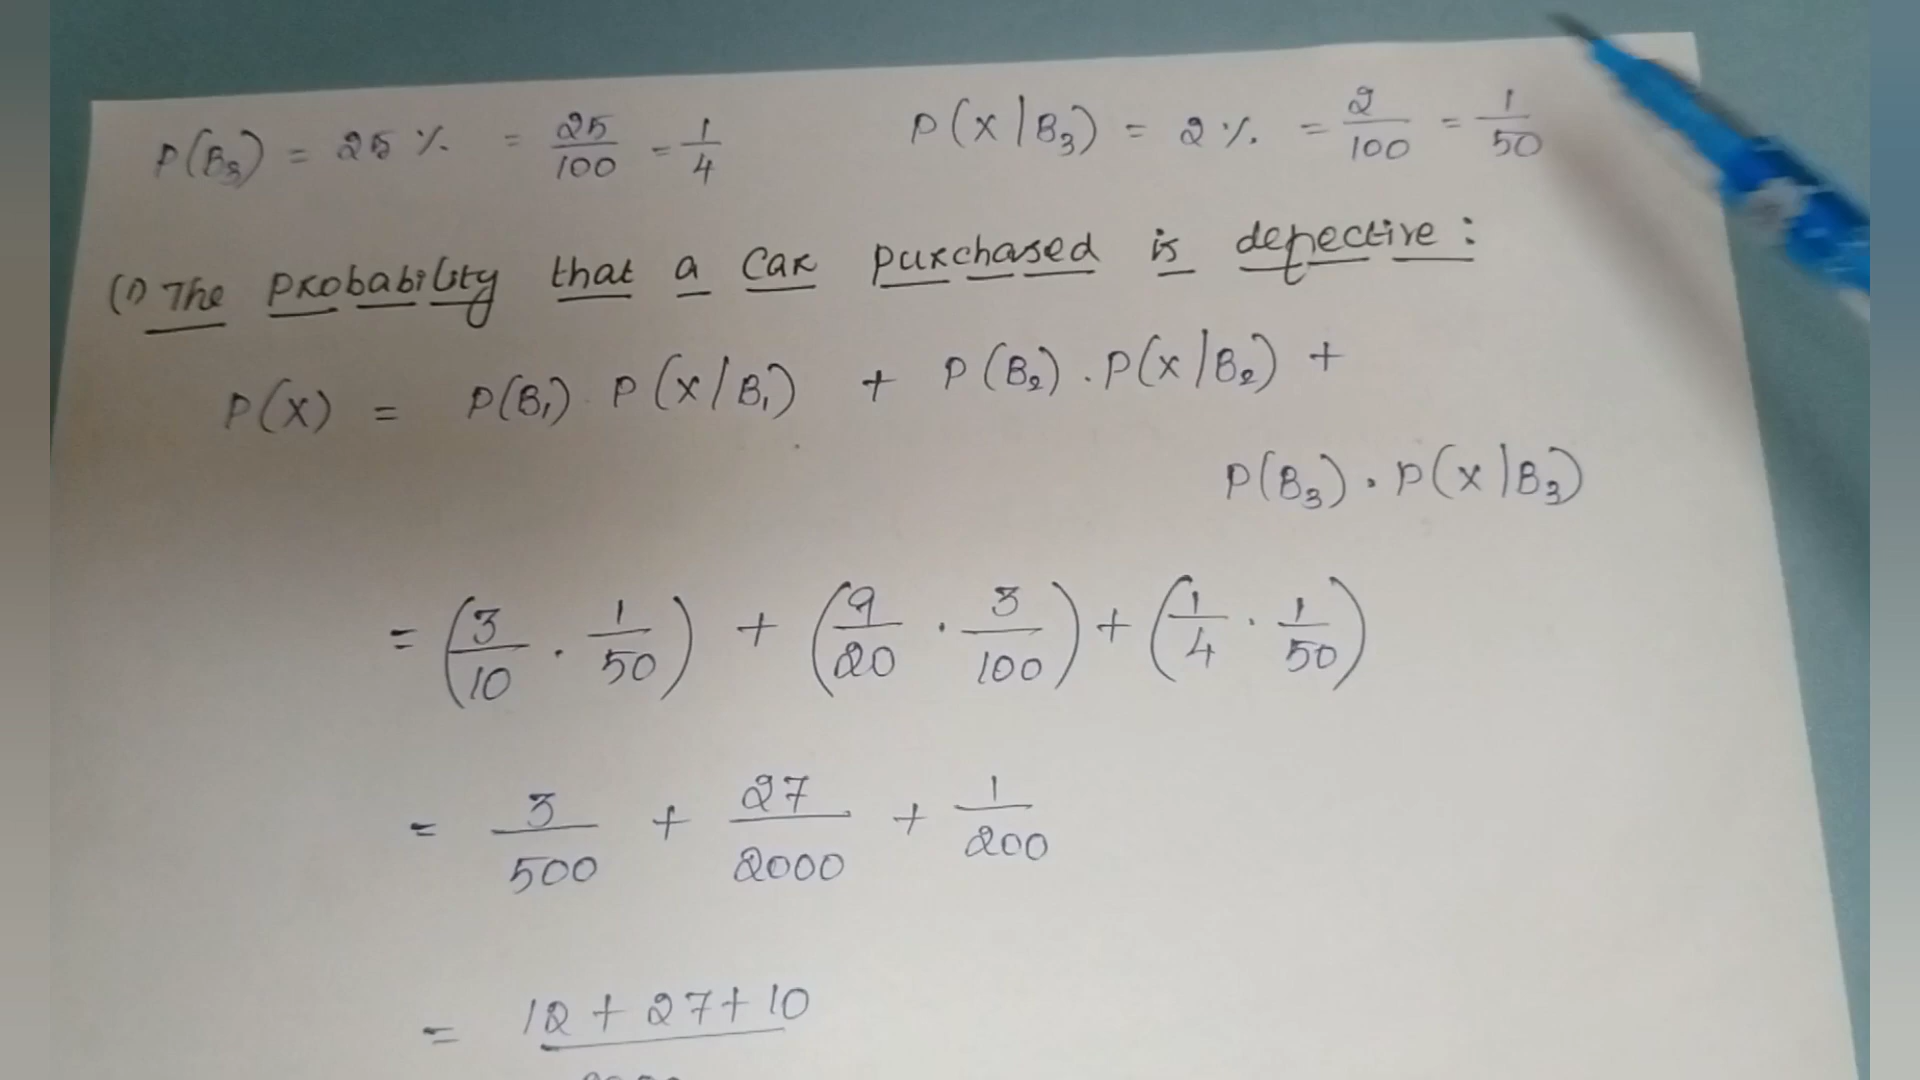 P(B3) = 25 % = 25/100 = 1/4 P(X|B3) = 2 % = 2/100 = 1/50
(i) The probability that a car purchased is defective:
P(X) = P(B1) . P(X/B1) + P(B2) . P(X|B2) +
P(B3) . P(X|B3)
= (3/10 . 1/50) + (9/20 . 3/100) + (1/4 . 1/50)
= 3/500 + 27/2000 + 1/200
= 12 + 27 + 10